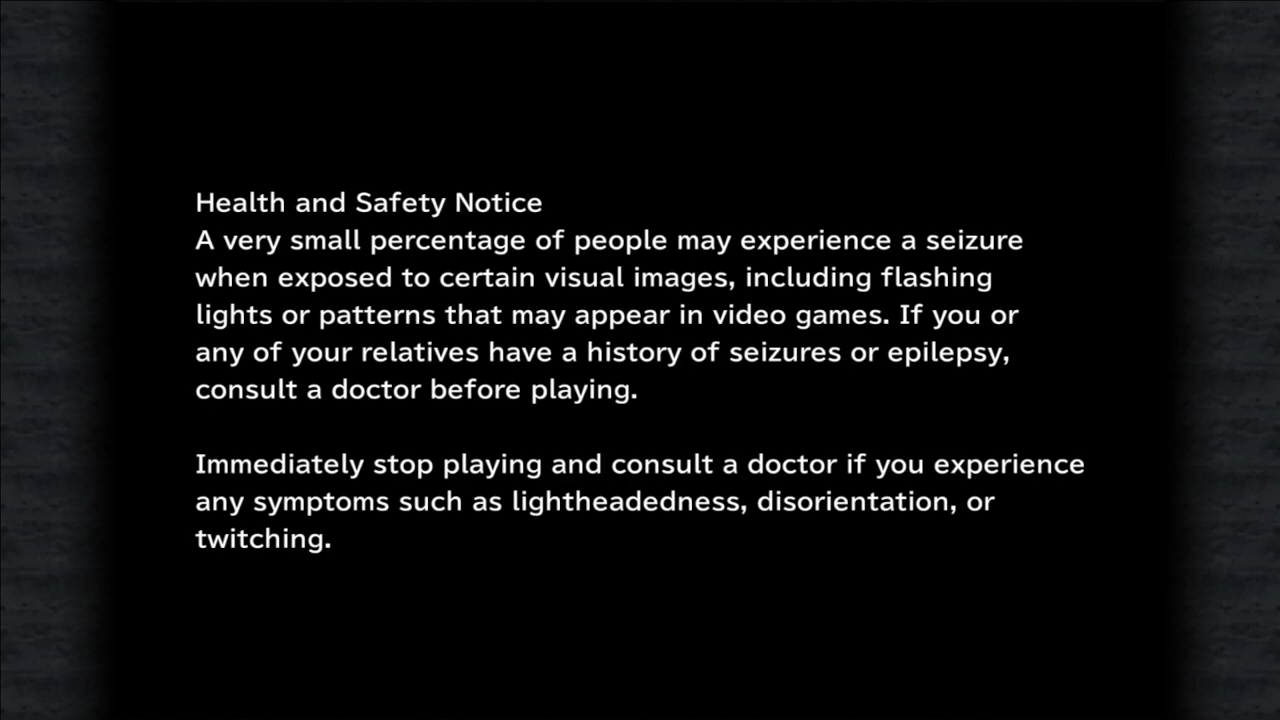 Health and Safety Notice
A very small percentage of people may experience a seizure
when exposed to certain visual images, including flashing
lights or patterns that may appear in video games. If you or
any of your relatives have a history of seizures or epilepsy,
consult a doctor before playing.
Immediately stop playing and consult a doctor if you experience
any symptoms such as lightheadedness, disorientation, or
twitching.